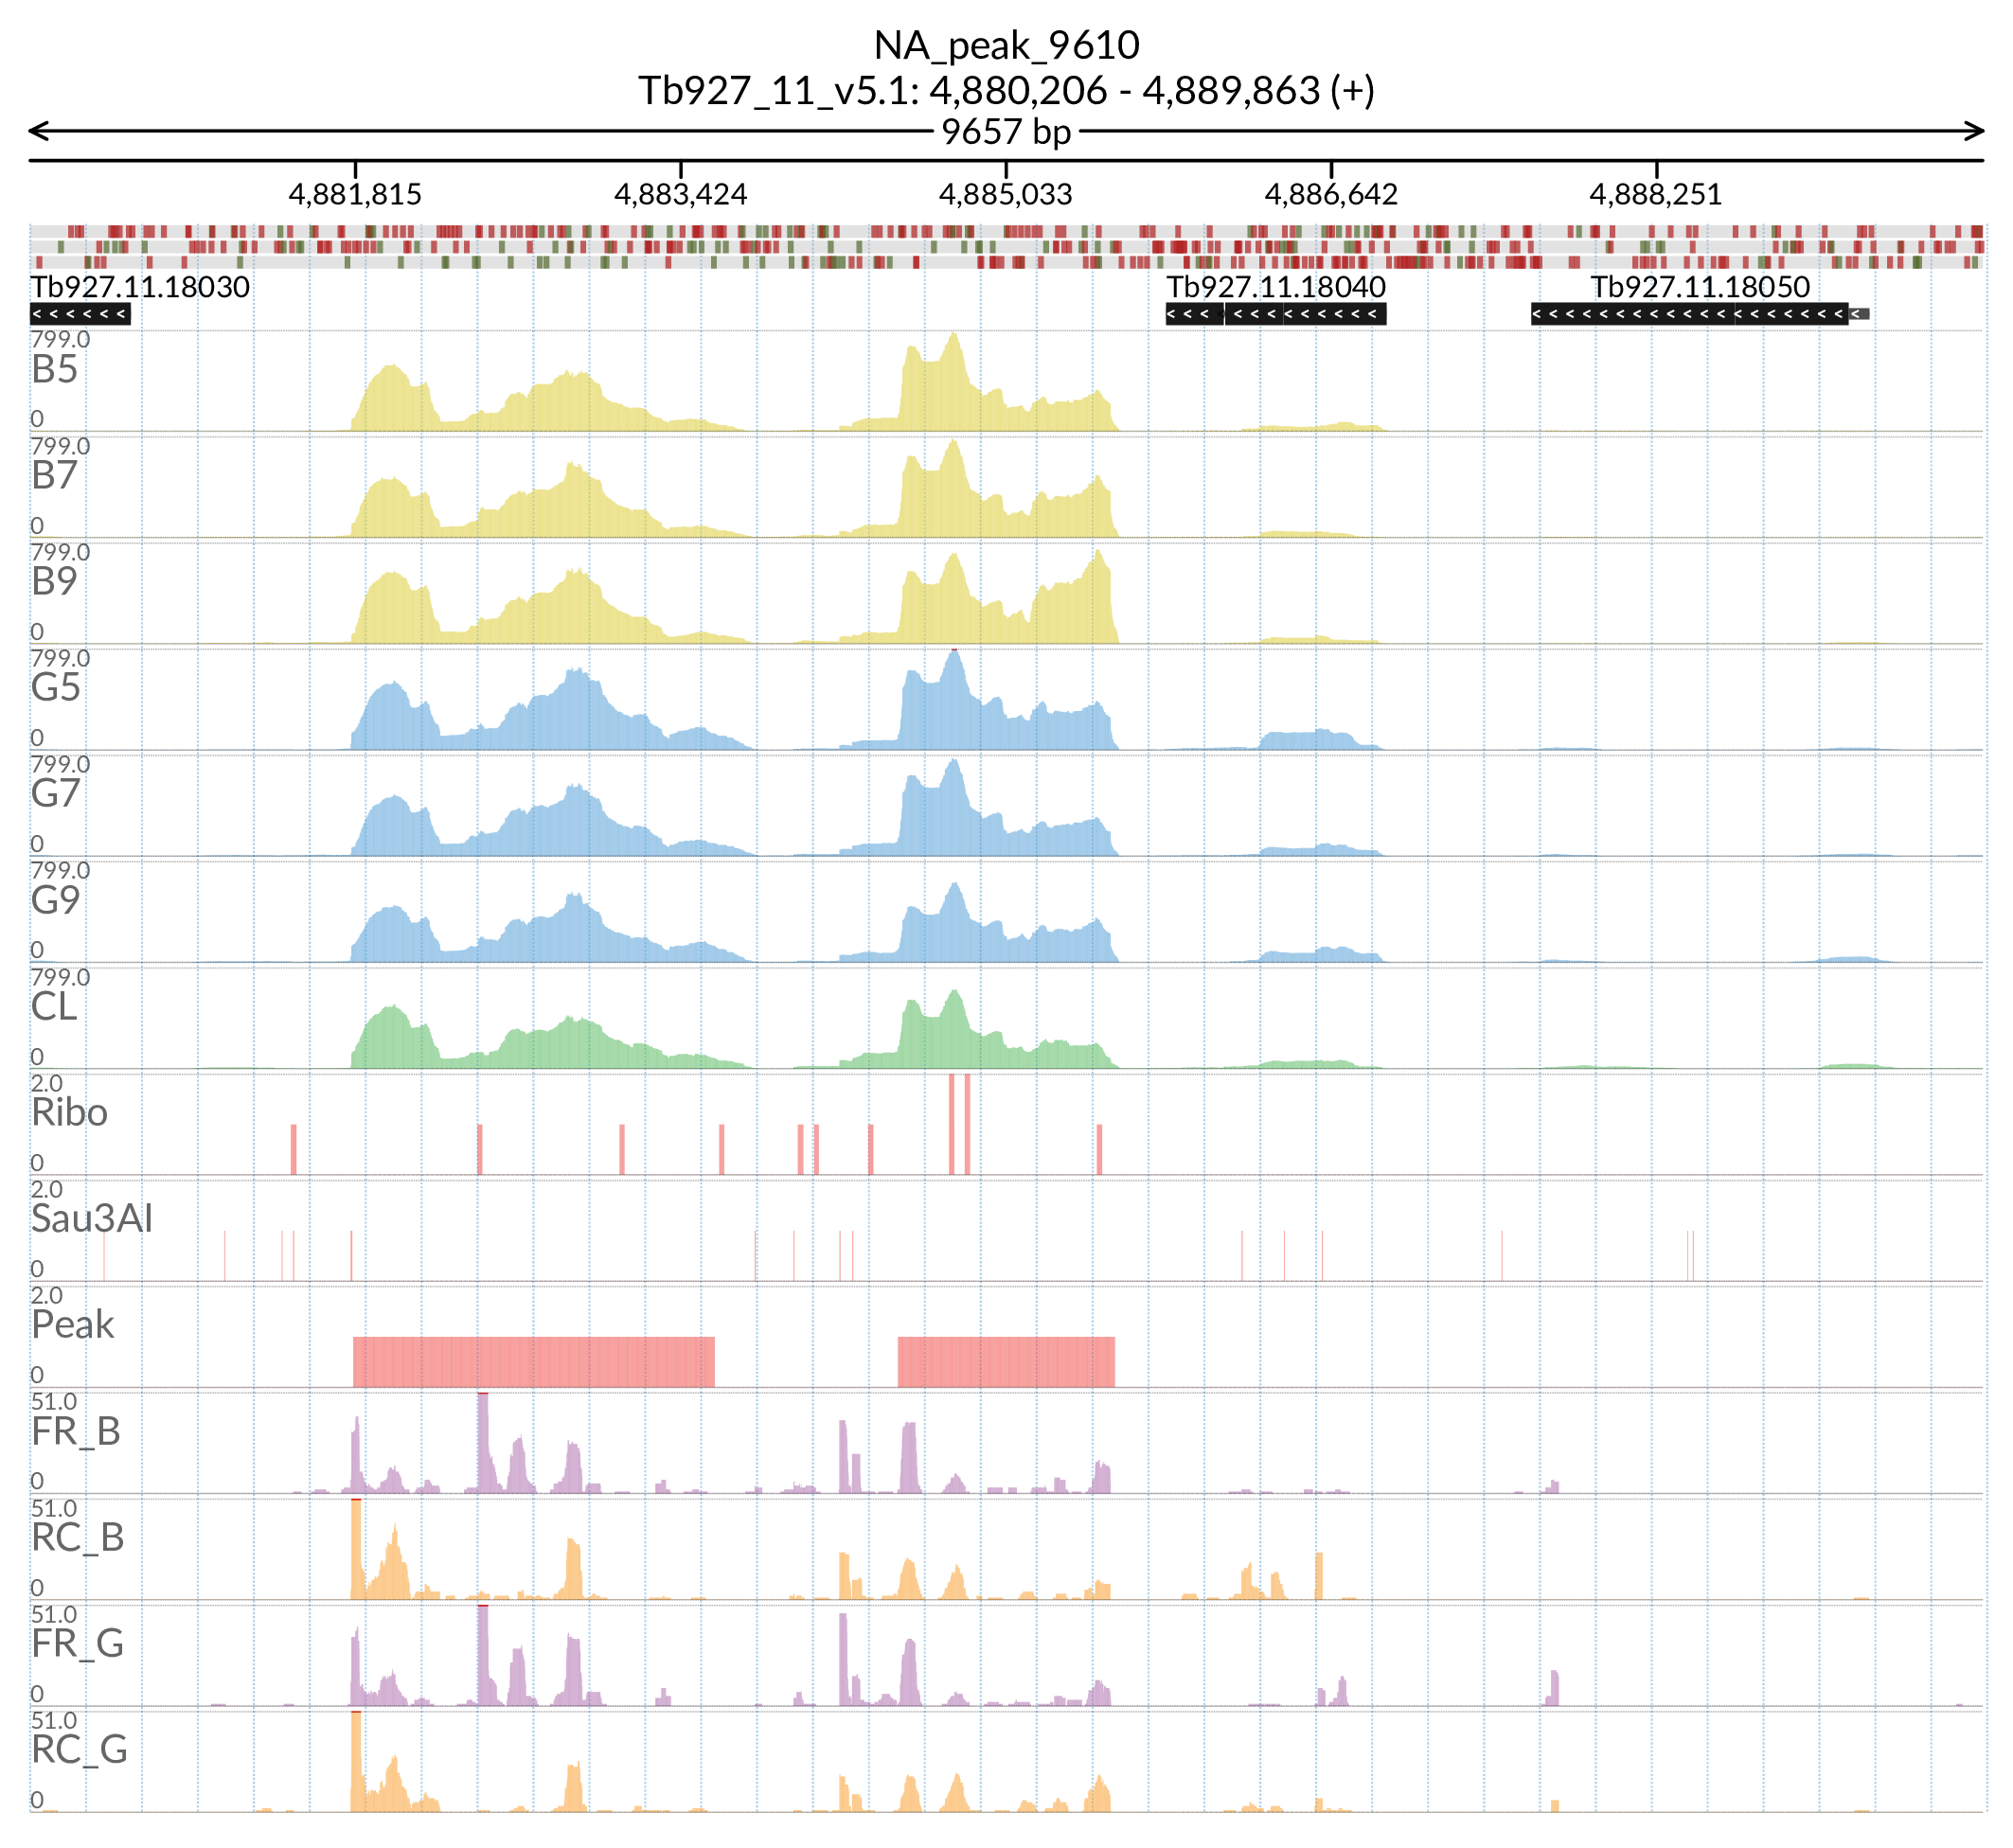 NA_peak_9610
Tb927_11_v5.1: 4,880,206 - 4,889,863 (+)
9657 bp
4,881,815 4,883,424 4,885,033 4,886,642 4,888,251
Tb927.11.18030 Tb927.11.18040 Tb927.11.18050
799.0
B5
0
799.0
B7
0
799.0
B9
0
799.0
G5
0
799.0
G7
0
799.0
G9
0
799.0
CL
0
2.0
Ribo
0
2.0
Sau3AI
0
2.0
Peak
0
51.0
FR_B
0
51.0
RC_B
0
51.0
FR_G
0
51.0
RC_G
0